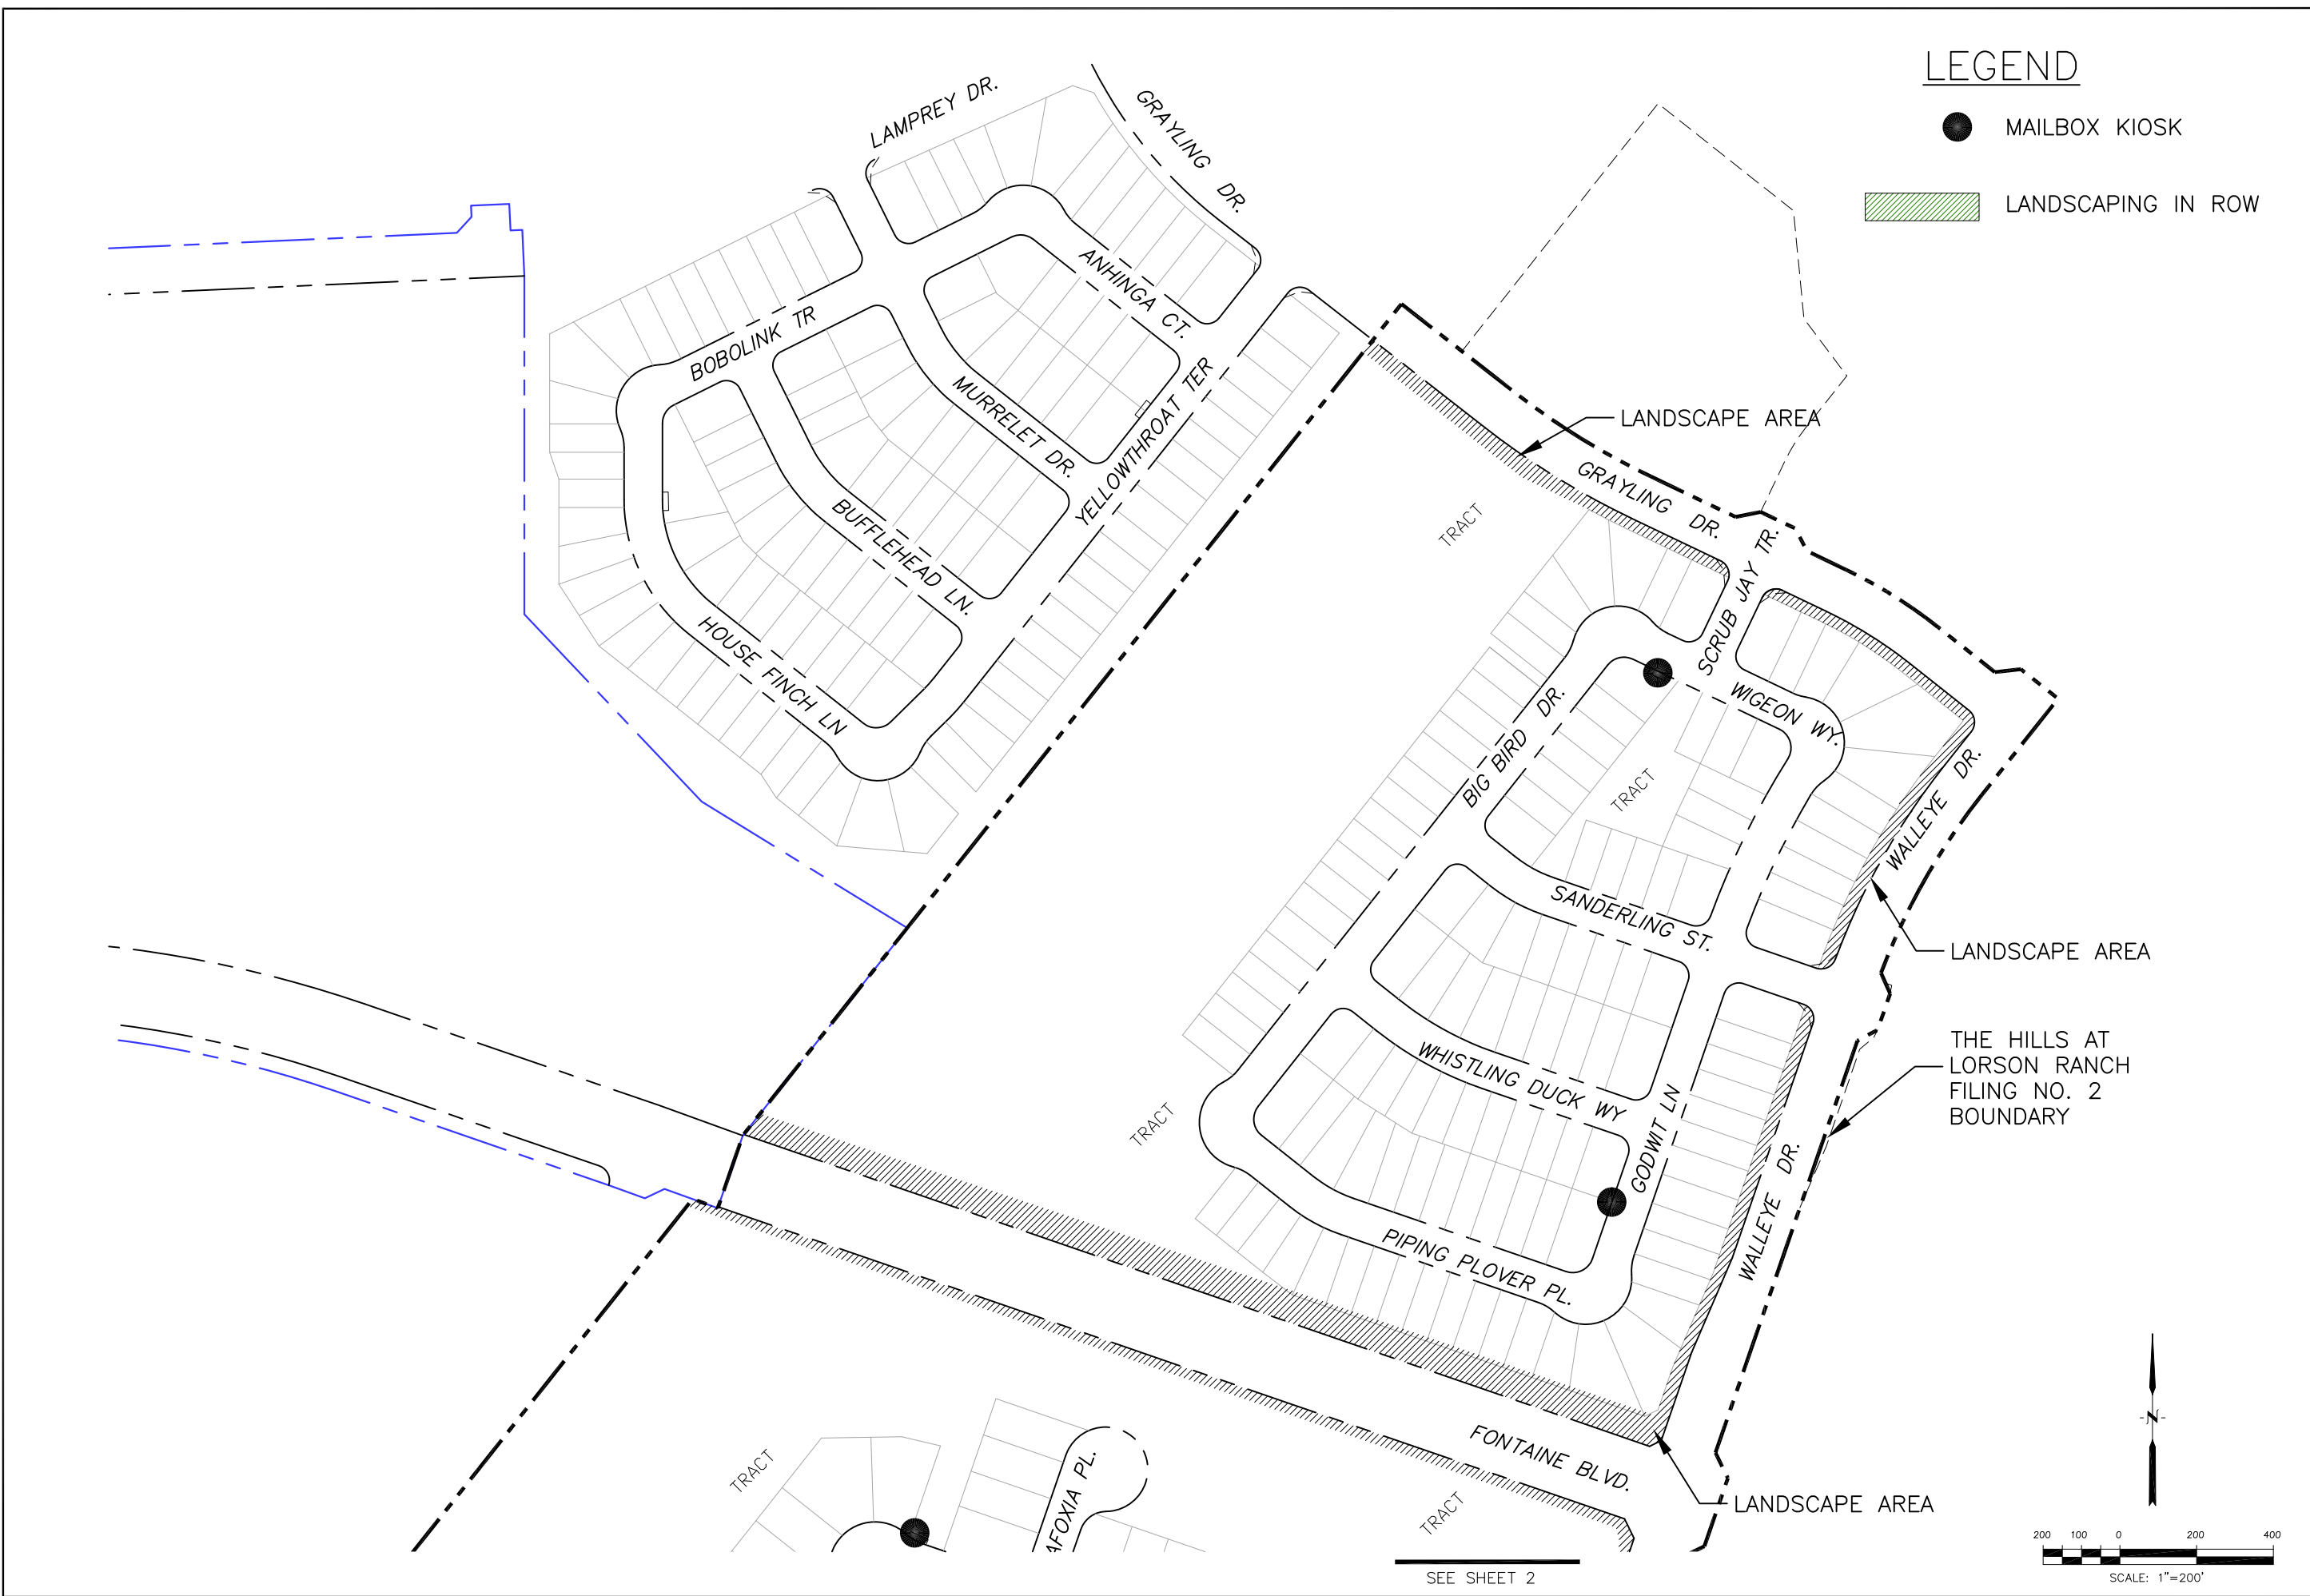 LEGEND
MAILBOX KIOSK
LANDSCAPING IN ROW
LAMPREY DR.
GRAYLING DR.
ANHINGA CT.
BOBOLINK TR
MURRELET DR.
YELLOWTHROAT TER
BUFFLEHEAD LN.
HOUSE FINCH LN
LANDSCAPE AREA
GRAYLING DR.
TRACT
SCRUB JAY TR.
WIGEON WY.
BIG BIRD DR.
TRACT
WALLEYE DR.
SANDERLING ST.
LANDSCAPE AREA
THE HILLS AT
LORSON RANCH
FILING NO. 2
BOUNDARY
WHISTLING DUCK WY
GODWIT LN
TRACT
WALLEYE DR.
PIPING PLOVER PL.
FONTAINE BLVD.
LANDSCAPE AREA
TRACT
AFOXIA PL.
TRACT
-N-
SEE SHEET 2
200 100 0 200 400
SCALE: 1"=200'